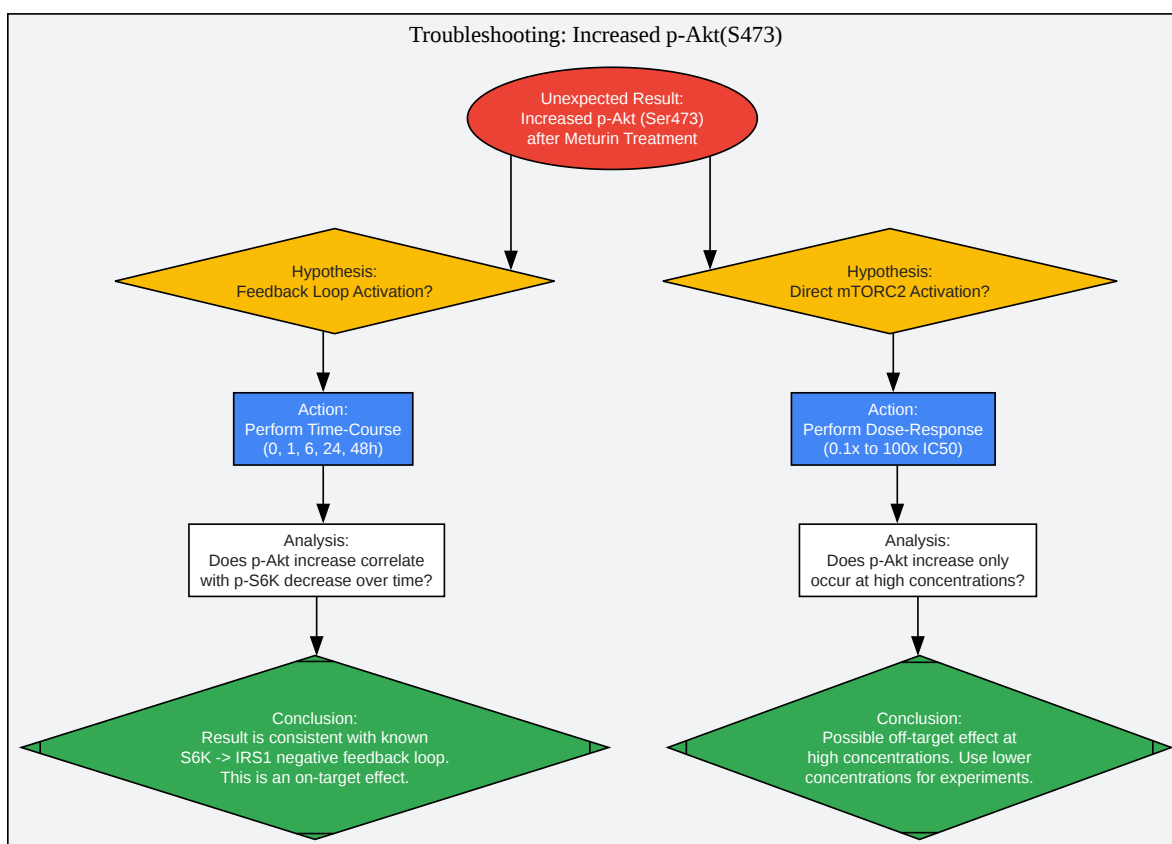 Troubleshooting: Increased p-Akt(S473)
Unexpected Result:
Increased p-Akt (Ser473)
after Meturin Treatment
Hypothesis:
Feedback Loop Activation?
Hypothesis:
Direct mTORC2 Activation?
Action:
Perform Time-Course
(0, 1, 6, 24, 48h)
Action:
Perform Dose-Response
(0.1x to 100x IC50)
Analysis:
Does p-Akt increase correlate
with p-S6K decrease over time?
Analysis:
Does p-Akt increase only
occur at high concentrations?
Conclusion:
Result is consistent with known
S6K -> IRS1 negative feedback loop.
This is an on-target effect.
Conclusion:
Possible off-target effect at
high concentrations. Use lower
concentrations for experiments.